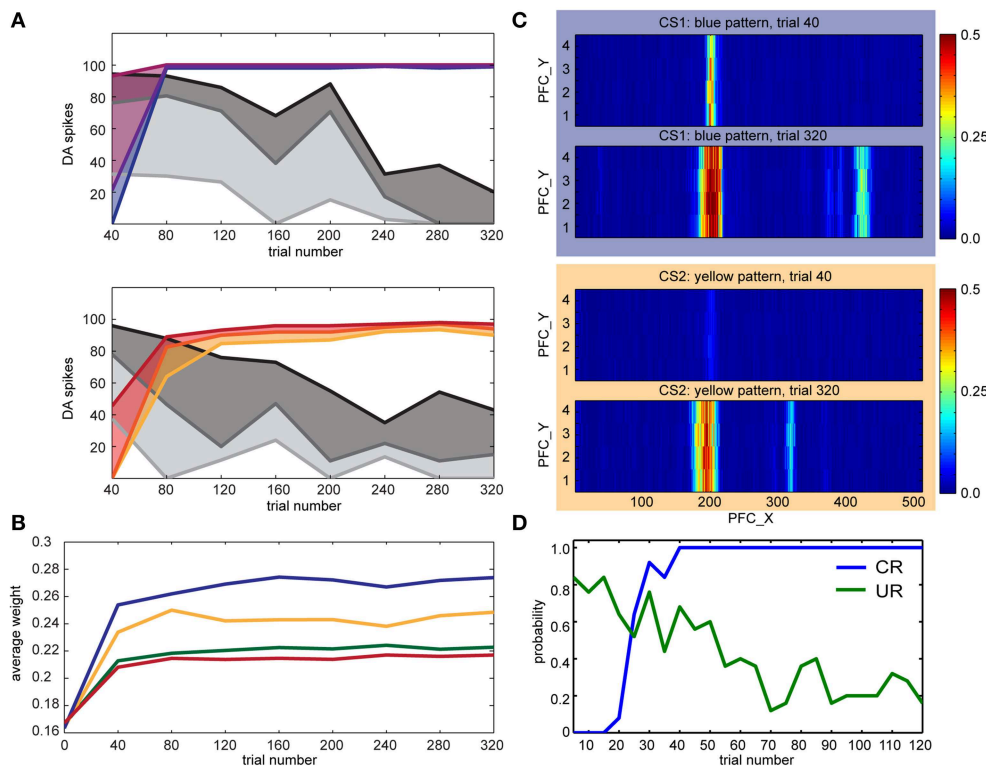 A
DA spikes
100
80
60
40
20
40 80 120 160 200 240 280 320
trial number
DA spikes
100
80
60
40
20
40 80 120 160 200 240 280 320
trial number
B
average weight
0.3
0.28
0.26
0.24
0.22
0.20
0.18
0.16
0 40 80 120 160 200 240 280 320
trial number
C
CS1: blue pattern, trial 40
PFC_Y
4
3
2
1
CS1: blue pattern, trial 320
PFC_Y
4
3
2
1
0.5
0.25
0.0
CS2: yellow pattern, trial 40
PFC_Y
4
3
2
1
CS2: yellow pattern, trial 320
PFC_Y
4
3
2
1
100 200 300 400 500
PFC_X
0.5
0.25
0.0
D
probability
1.0
0.8
0.6
0.4
0.2
0
CR
UR
10 20 30 40 50 60 70 80 90 100 110 120
trial number